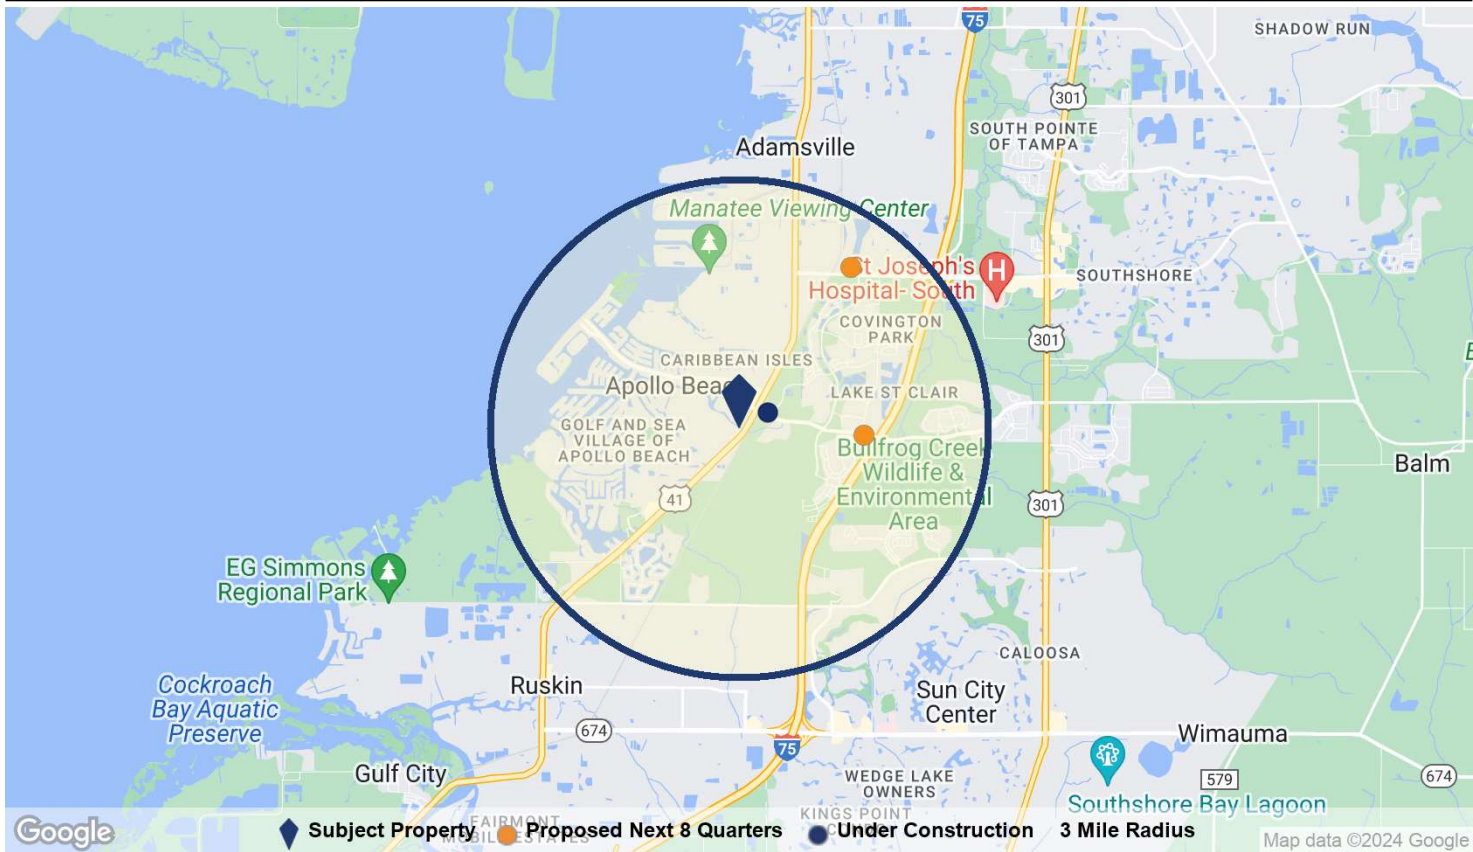 75
SHADOW RUN
301
SOUTH POINTE
OF TAMPA
Adamsville
Manatee Viewing Center
St Joseph's
Hospital- South
H
SOUTHSHORE
COVINGTON
PARK
301
CARIBBEAN ISLES
Apollo Beac
LAKE ST CLAIR
GOLF AND SEA
VILLAGE OF
APOLLO BEACH
Bullfrog Creek
Wildlife &
Environmental
Area
Balm
41
301
EG Simmons
Regional Park
CALOOSA
Cockroach
Bay Aquatic
Preserve
Ruskin
Sun City
Center
674
75
Wimauma
Gulf City
WEDGE LAKE
OWNERS
579
674
Southshore Bay Lagoon
KINGS POINT
FAIRMONT
Google
Subject Property
Proposed Next 8 Quarters
Under Construction
3 Mile Radius
Map data ©2024 Google